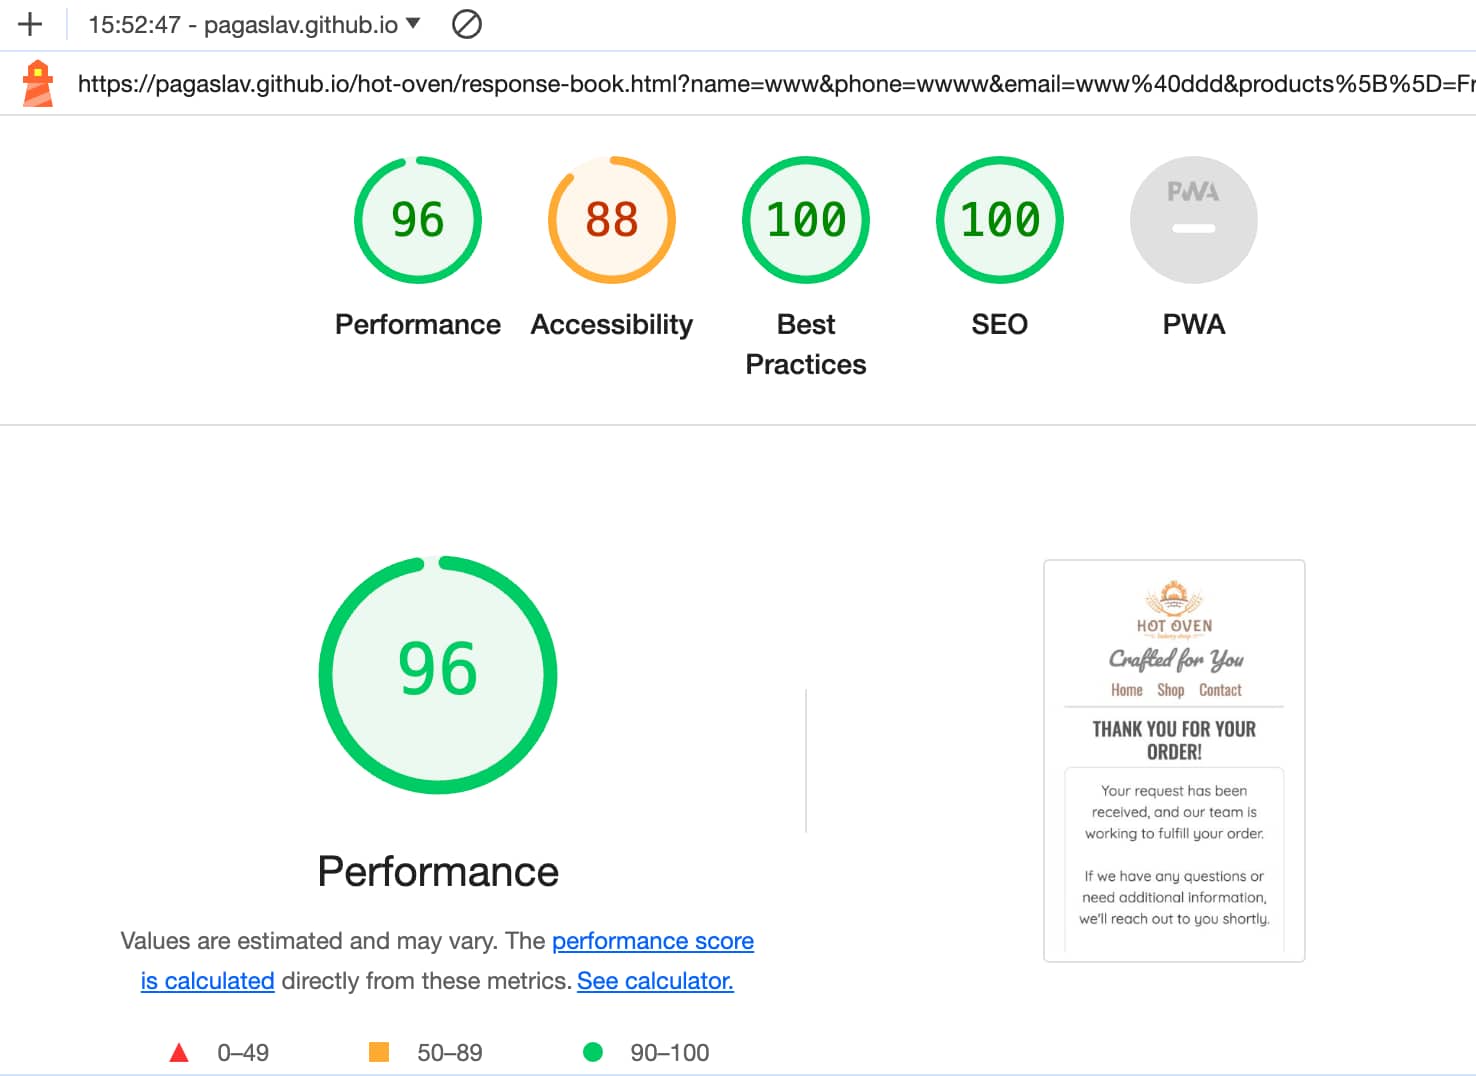 15:52:47 - pagaslav.github.io
https://pagaslav.github.io/hot-oven/response-book.html?name=www&phone=wwww&email=www%40ddd&products%5B%5D=Fr
96
88
100
100
PWA
Performance
Accessibility
Best
Practices
SEO
PWA
96
Performance
Values are estimated and may vary. The performance score
is calculated directly from these metrics. See calculator.
0–49
50–89
90–100
HOT OVEN
bakery shop
Crafted for You
Home Shop Contact
THANK YOU FOR YOUR
ORDER!
Your request has been
received, and our team is
working to fulfill your order.
If we have any questions or
need additional information,
we'll reach out to you shortly.